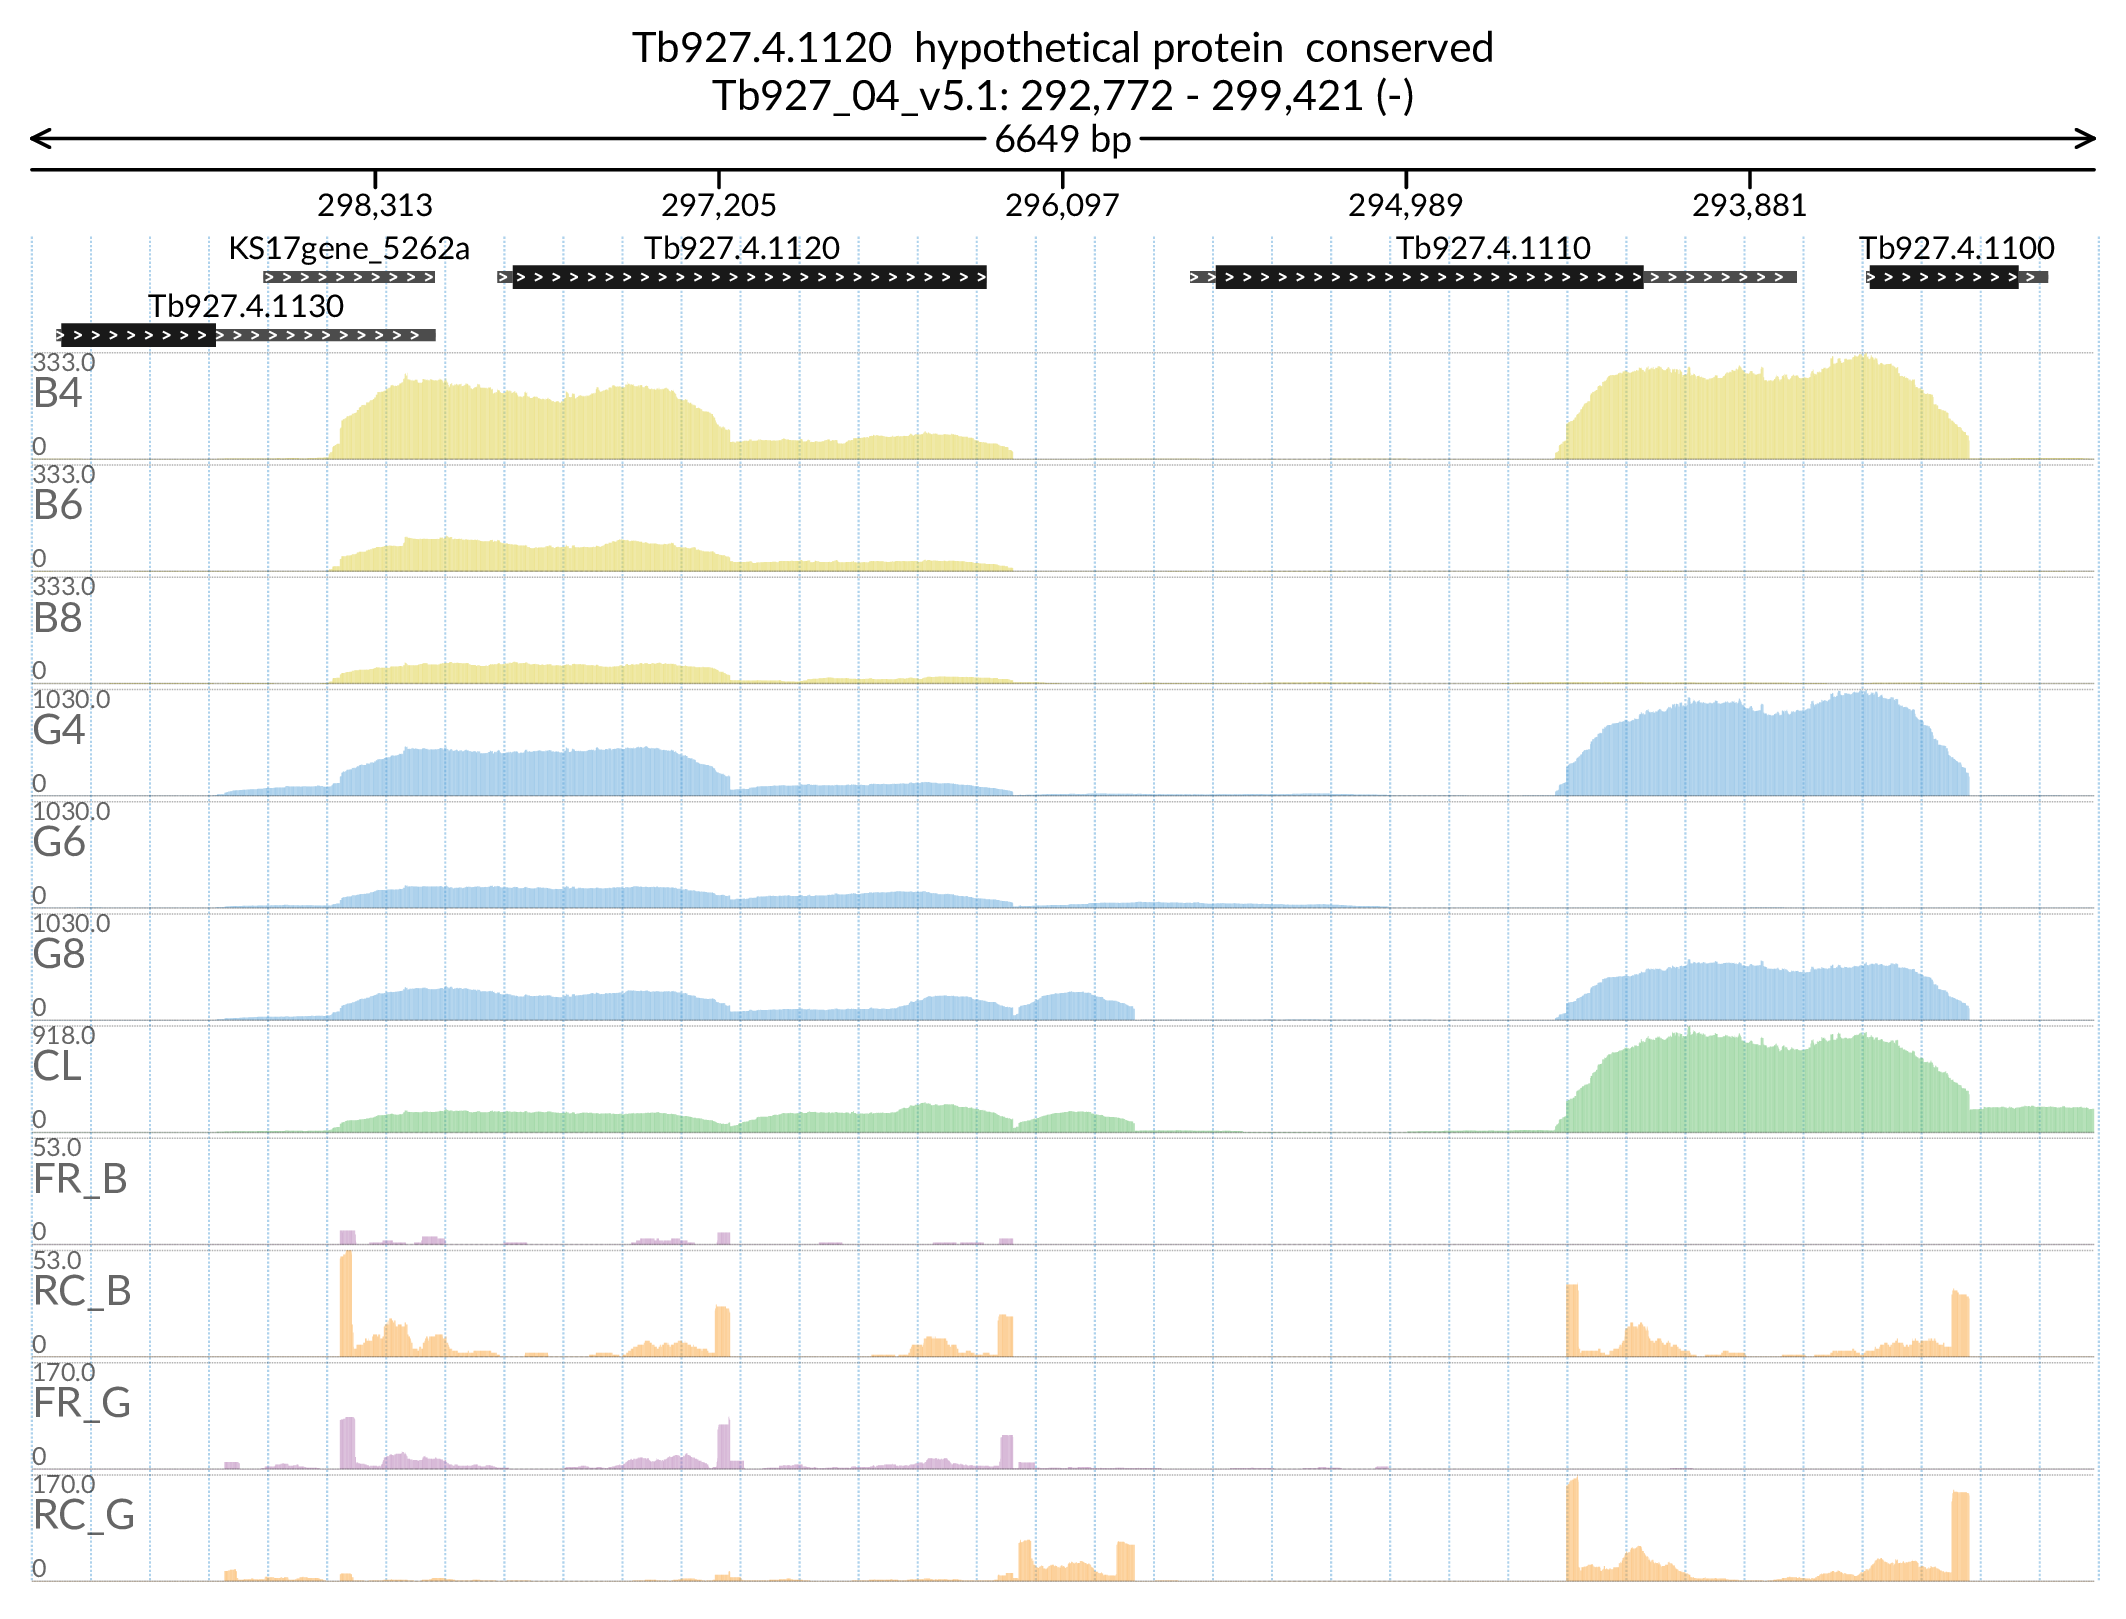 Tb927.4.1120  hypothetical protein  conserved
Tb927_04_v5.1: 292,772 - 299,421 (-)
6649 bp
298,313 297,205 296,097 294,989 293,881
KS17gene_5262a Tb927.4.1120 Tb927.4.1110 Tb927.4.1100
Tb927.4.1130
333.0
B4
0
333.0
B6
0
333.0
B8
0
1030.0
G4
0
1030.0
G6
0
1030.0
G8
0
918.0
CL
0
53.0
FR_B
0
53.0
RC_B
0
170.0
FR_G
0
170.0
RC_G
0